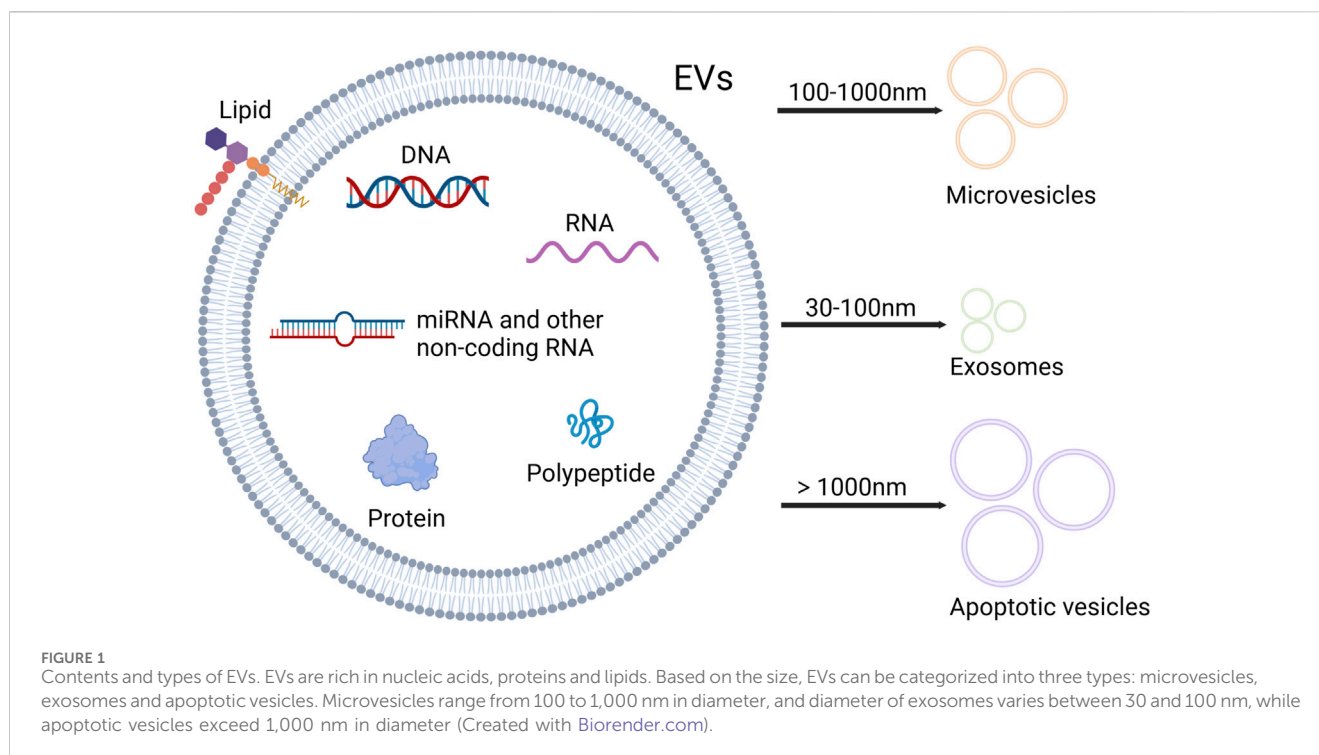 EVs
Lipid
DNA
RNA
miRNA and other
non-coding RNA
Protein
Polypeptide
100-1000nm
Microvesicles
30-100nm
Exosomes
> 1000nm
Apoptotic vesicles
FIGURE 1
Contents and types of EVs. EVs are rich in nucleic acids, proteins and lipids. Based on the size, EVs can be categorized into three types: microvesicles,
exosomes and apoptotic vesicles. Microvesicles range from 100 to 1,000 nm in diameter, and diameter of exosomes varies between 30 and 100 nm, while
apoptotic vesicles exceed 1,000 nm in diameter (Created with Biorender.com).